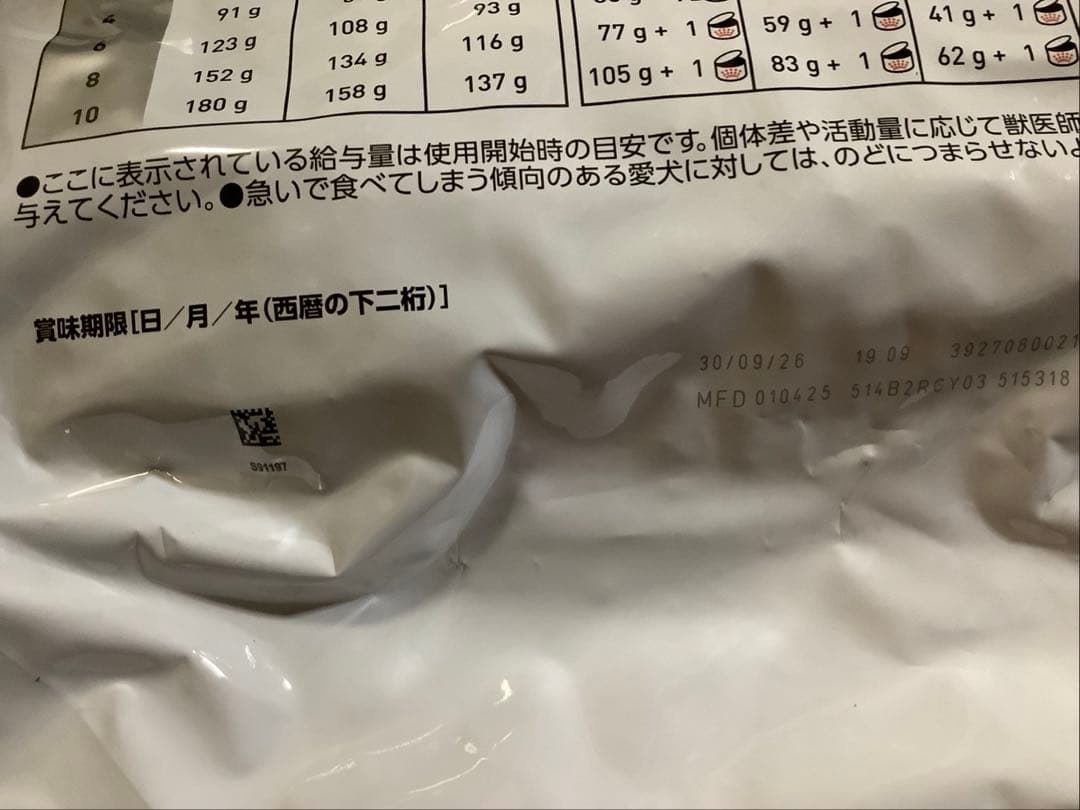 4 91 g 93 g
6 123 g 108 g 116 g 77 g + 1 59 g + 1 41 g + 1
8 152 g 134 g 137 g 105 g + 1 83 g + 1 62 g + 1
10 180 g 158 g
●ここに表示されている給与量は使用開始時の目安です。個体差や活動量に応じて獣医師
与えてください。●急いで食べてしまう傾向のある愛犬に対しては、のどにつまらせないよ
賞味期限[日/月/年(西暦の下二桁)]
30/09/26 19 09 3927080021
MFD 010425 514B2RGY03 515318
S91197